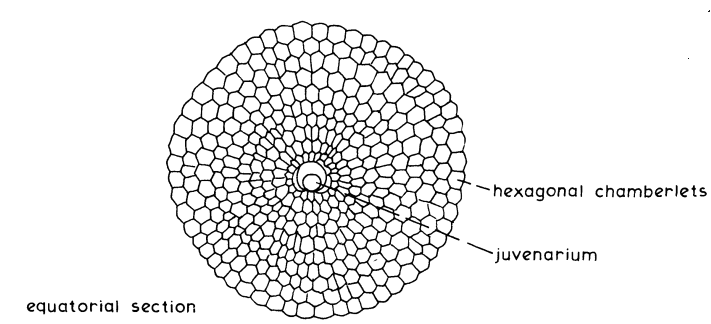 hexagonal chamberlets
juvenarium
equatorial section